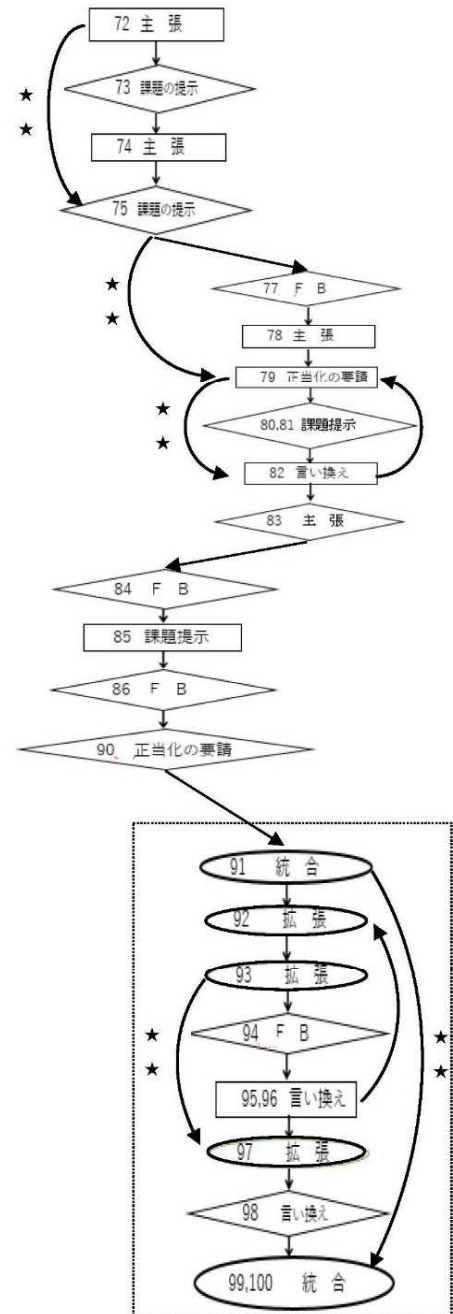 72 主 張
73 課題の提示
★
★
74 主 張
75 課題の提示
77 F B
★
★
78 主 張
79 正当化の要請
★
★
80,81 課題提示
82 言い換え
83 主 張
84 F B
85 課題提示
86 F B
90 正当化の要請
91 統 合
92 拡 張
93 拡 張
94 F B
★
★
★
★
95,96 言い換え
97 拡 張
98 言い換え
99,100 統 合